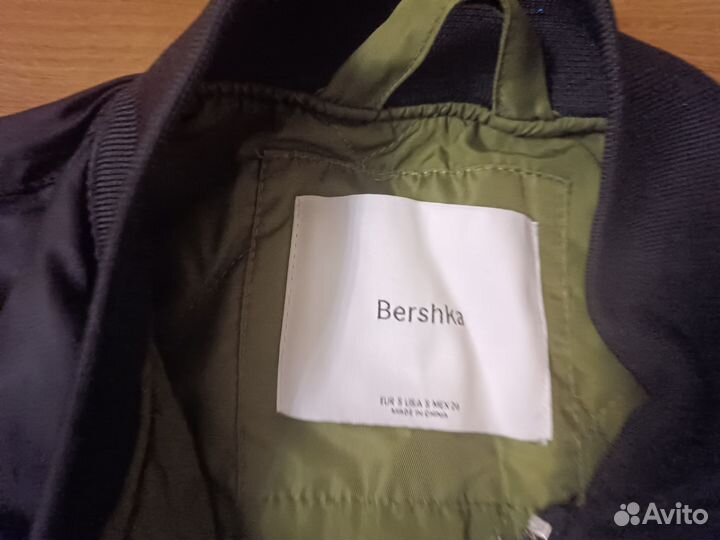 Bershka
EUR S USA S MEX 26
MADE IN CHINA
Avito